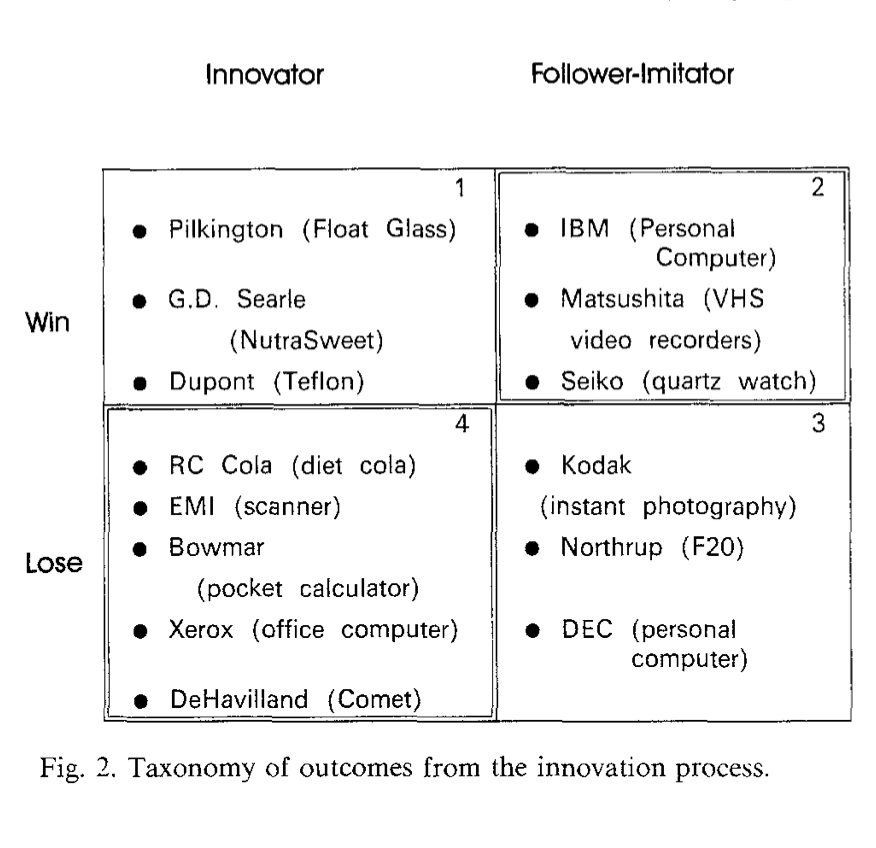 Innovator
Follower-Imitator
Win
1
● Pilkington (Float Glass)
● G.D. Searle
(NutraSweet)
● Dupont (Teflon)
2
● IBM (Personal
Computer)
● Matsushita (VHS
video recorders)
● Seiko (quartz watch)
Lose
4
● RC Cola (diet cola)
● EMI (scanner)
● Bowmar
(pocket calculator)
● Xerox (office computer)
● DeHavilland (Comet)
3
● Kodak
(instant photography)
● Northrup (F20)
● DEC (personal
computer)
Fig. 2. Taxonomy of outcomes from the innovation process.